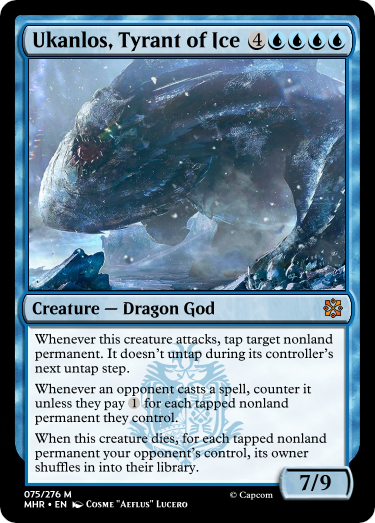 Ukanlos, Tyrant of Ice 4
Creature — Dragon God
Whenever this creature attacks, tap target nonland
permanent. It doesn't untap during its controller's
next untap step.
Whenever an opponent casts a spell, counter it
unless they pay 1 for each tapped nonland
permanent they control.
When this creature dies, for each tapped nonland
permanent your opponent's control, its owner
shuffles in into their library.
7/9
075/276 M
MHR • EN Cosme "Aeflus" Lucero
© Capcom